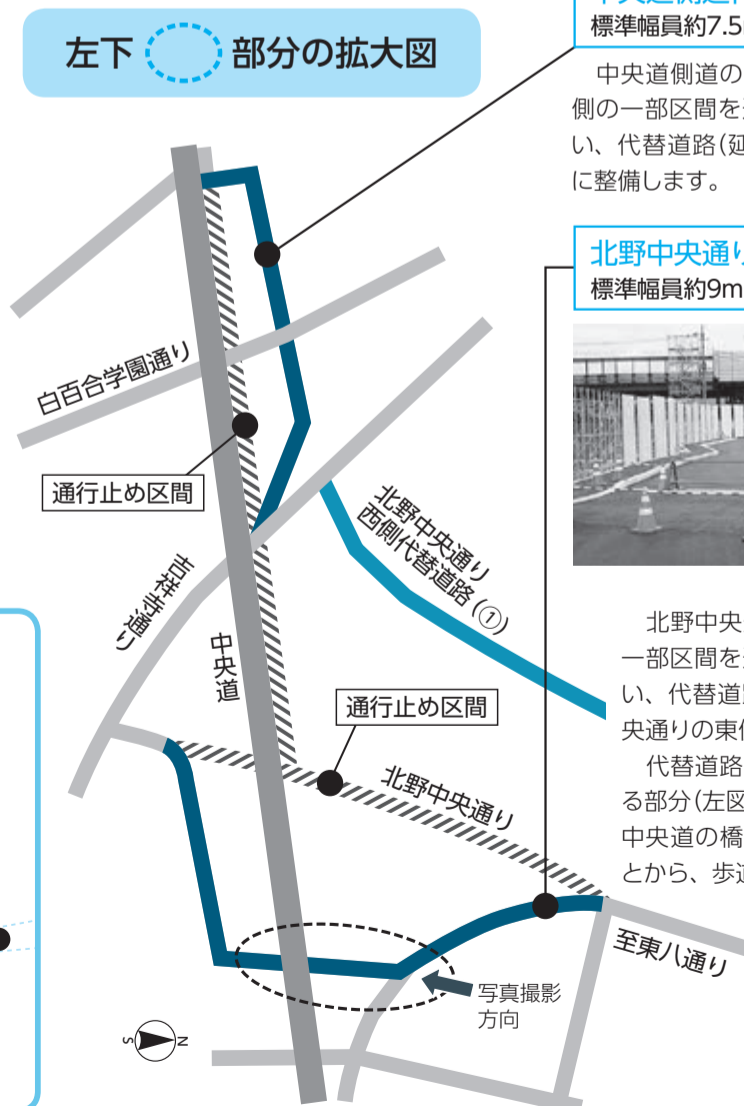 左下 部分の拡大図
標準幅員約7.5
中央道側道の
側の一部区間を
い、代替道路(延
に整備します。
北野中央通り
標準幅員約9m
白百合学園通り
通行止め区間
北野中央通り
西側代替道路(①)
吉祥寺通り
中央道
通行止め区間
北野中央通り
北野中央
一部区間を
い、代替道
央通りの東
代替道路
る部分(左図
中央道の橋
とから、歩
至東八通り
写真撮影
方向
S
N